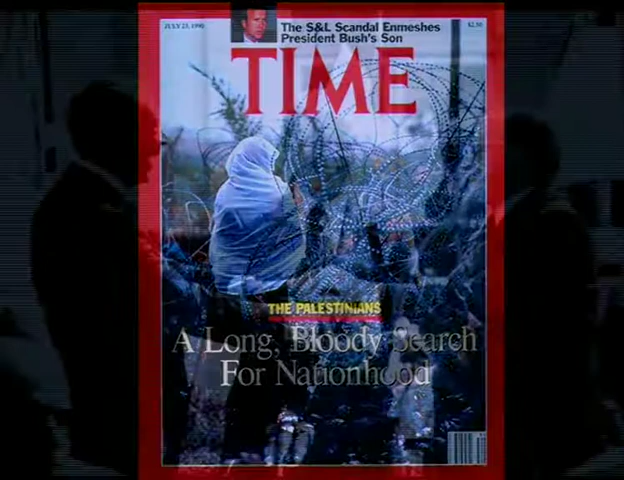 JULY 23, 1990
The S&L Scandal Enmeshes
President Bush's Son
$2.50
TIME
THE PALESTINIANS
A Long, Bloody Search
For Nationhood